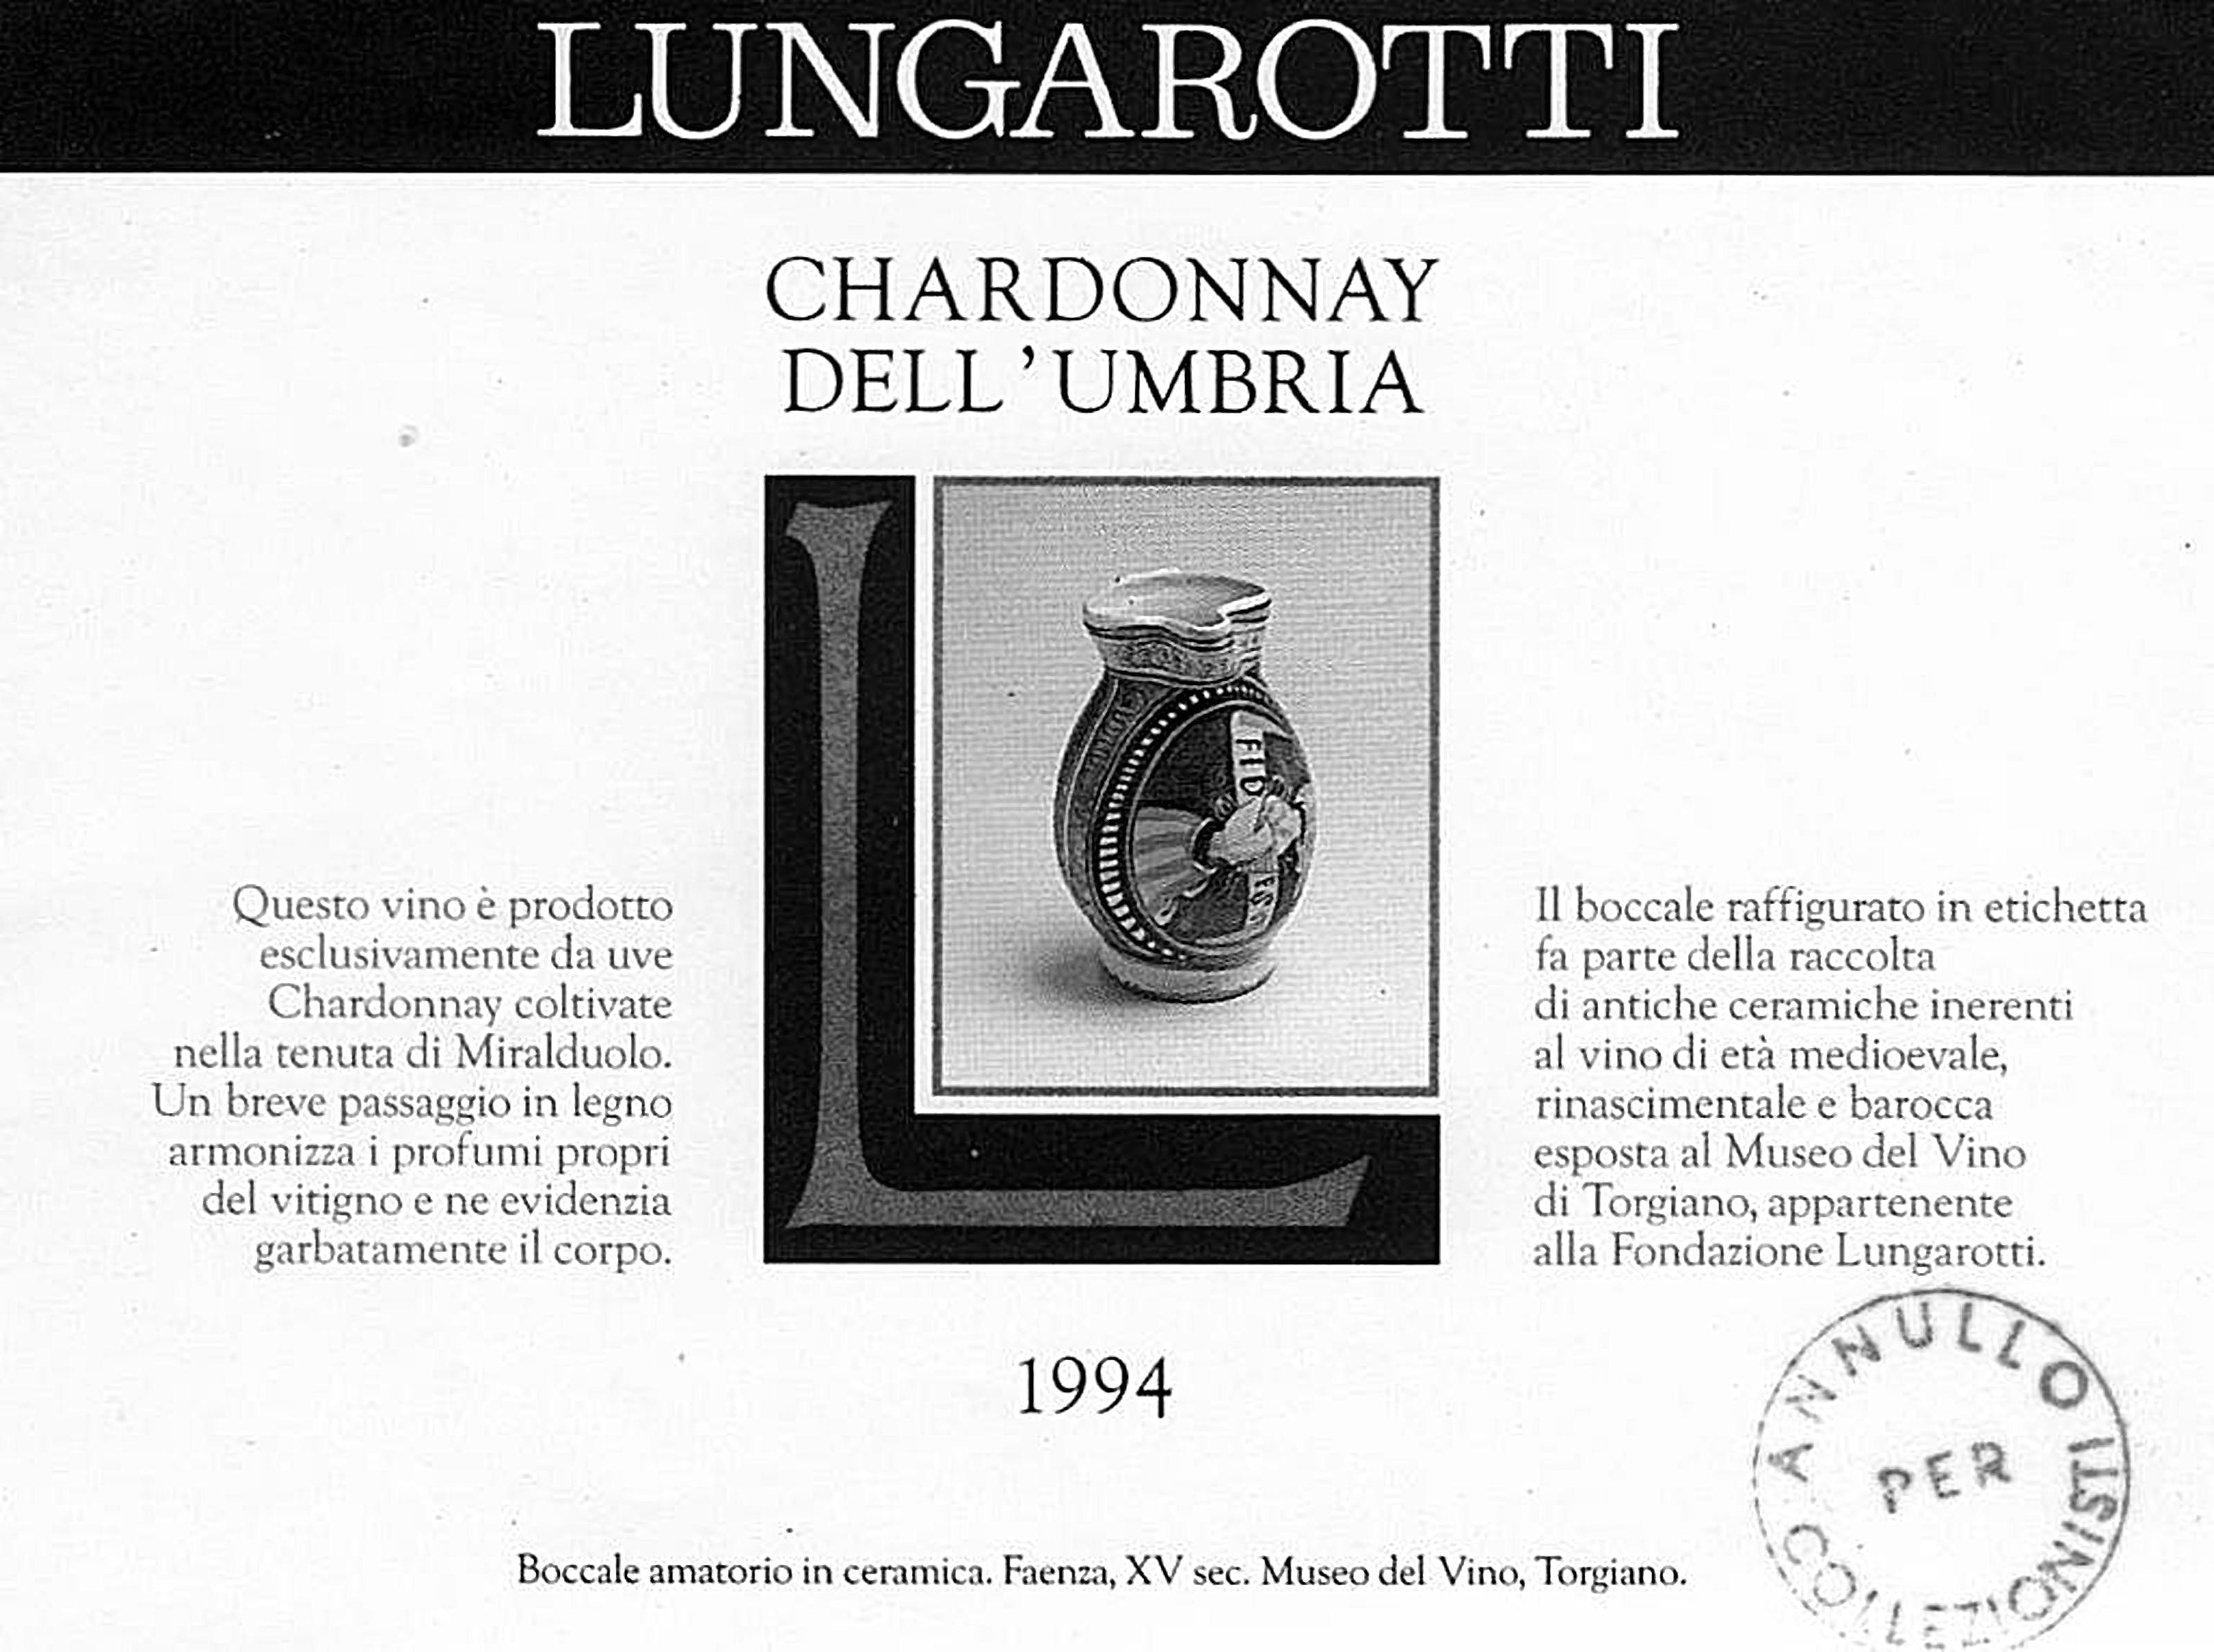 LUNGAROTTI
CHARDONNAY
DELL'UMBRIA
L
FIDES
Questo vino è prodotto
esclusivamente da uve
Chardonnay coltivate
nella tenuta di Miralduolo.
Un breve passaggio in legno
armonizza i profumi propri
del vitigno e ne evidenzia
garbatamente il corpo.
Il boccale raffigurato in etichetta
fa parte della raccolta
di antiche ceramiche inerenti
al vino di età medioevale,
rinascimentale e barocca
esposta al Museo del Vino
di Torgiano, appartenente
alla Fondazione Lungarotti.
1994
Boccale amatorio in ceramica. Faenza, XV sec. Museo del Vino, Torgiano.
ANNULLO
PER
COLLEZIONISTI